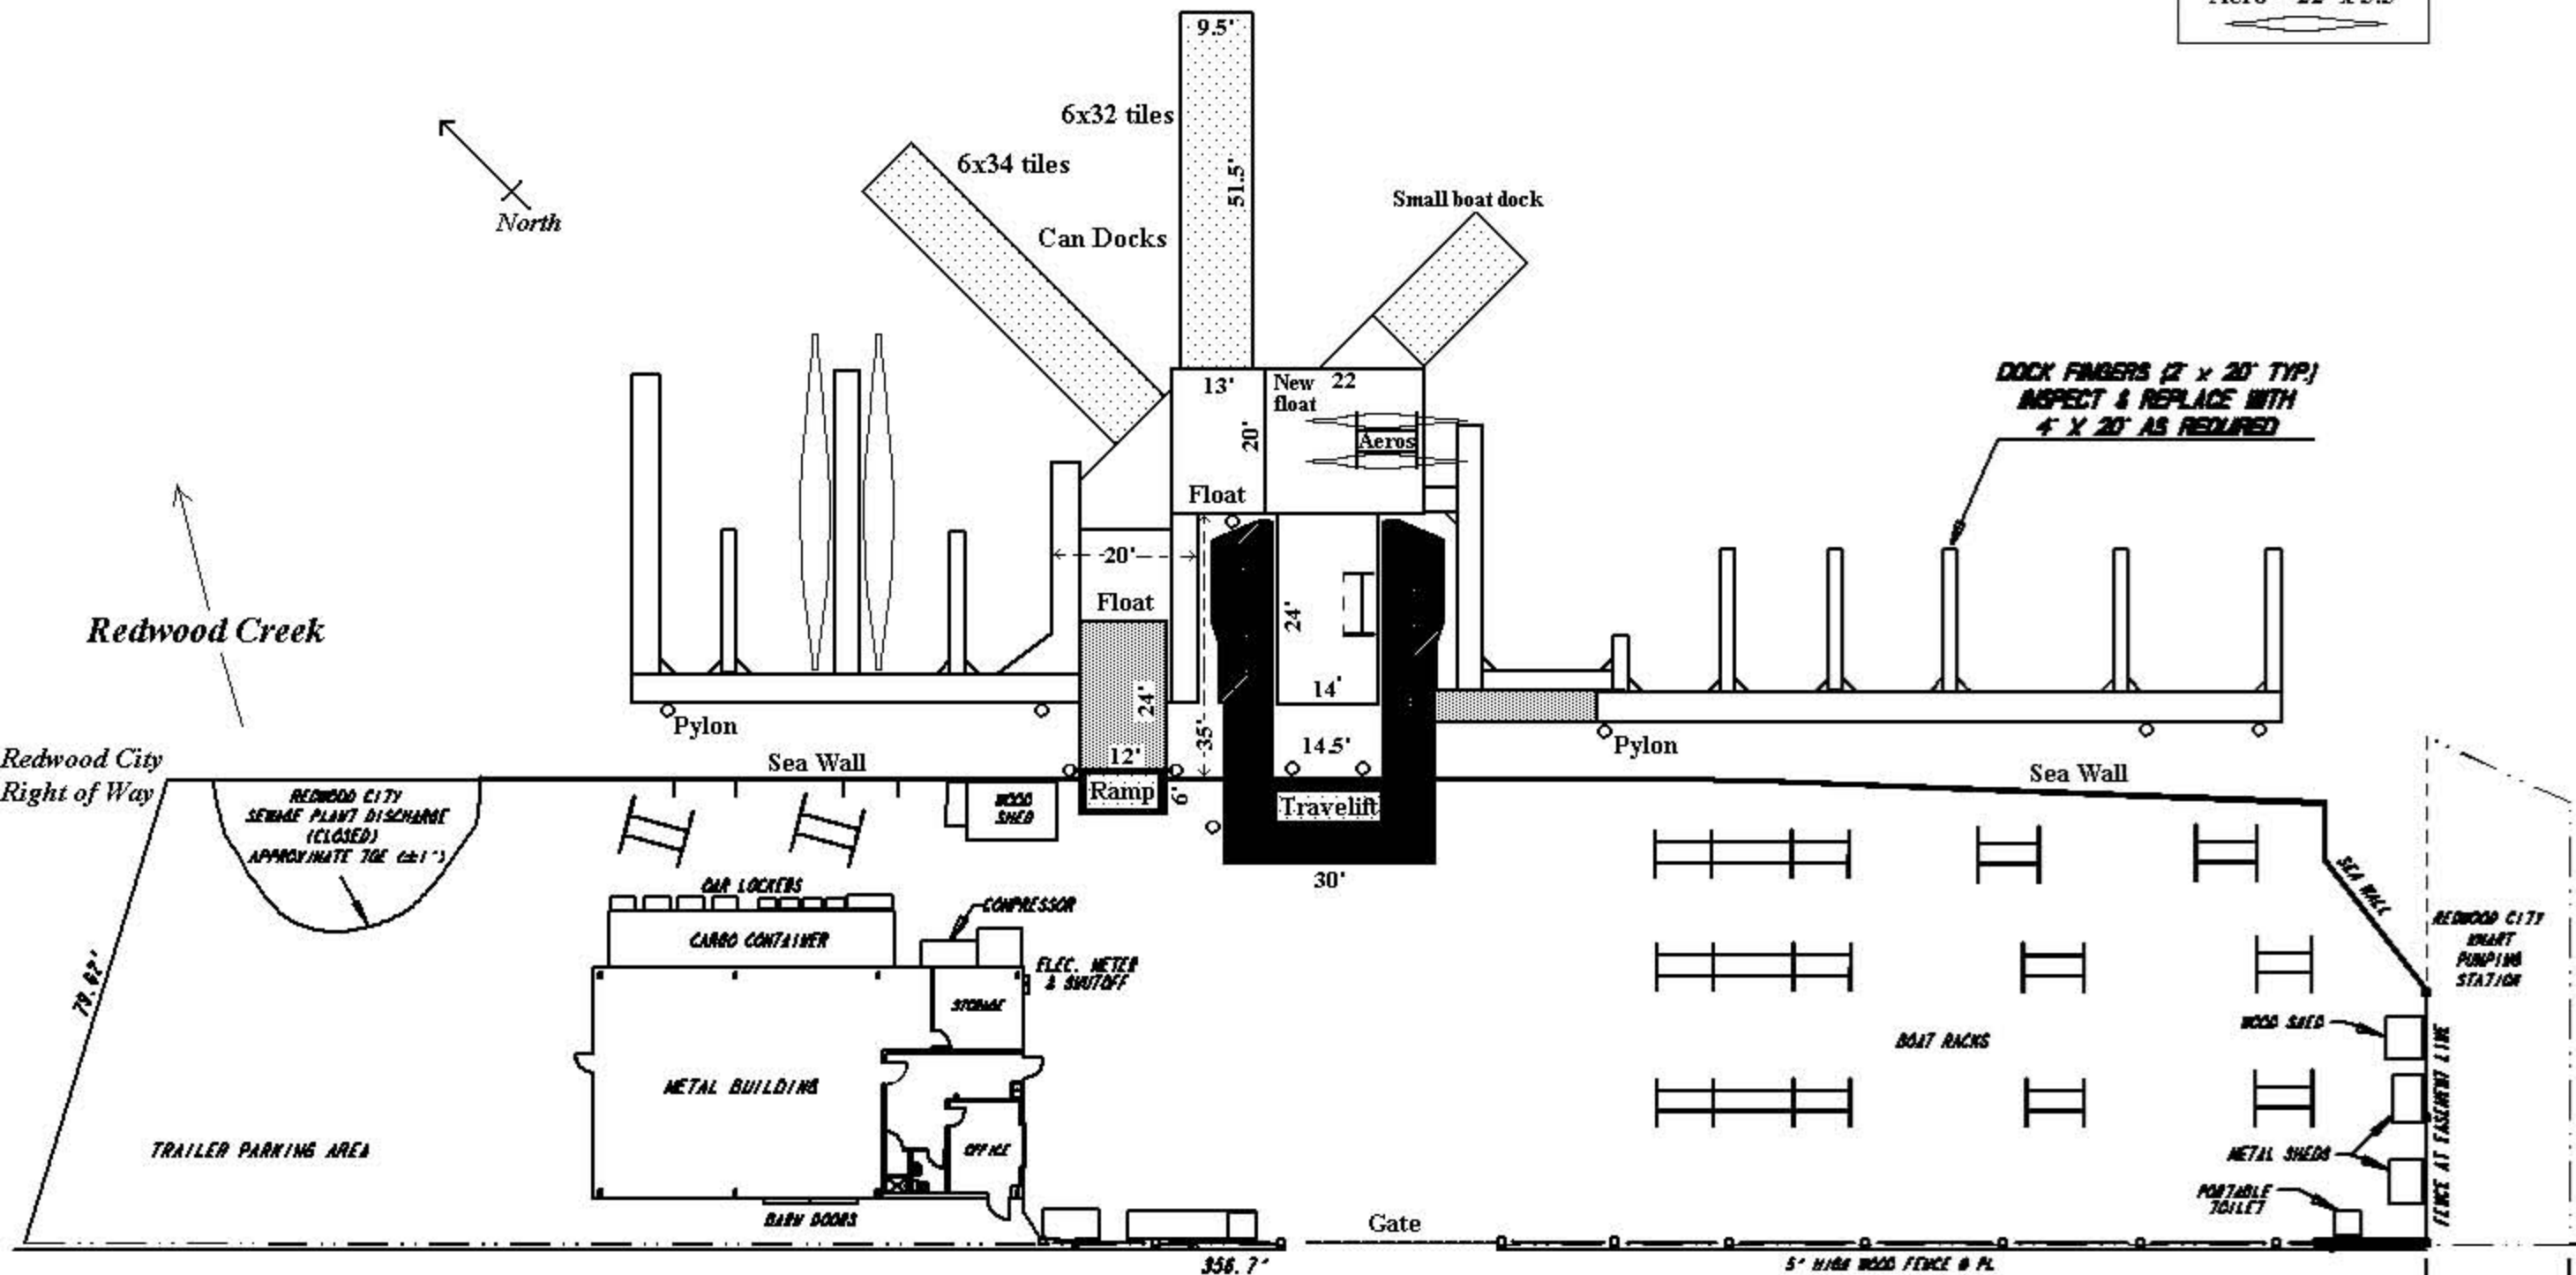 9.5'
6x32 tiles
6x34 tiles
51.5'
Small boat dock
North
Can Docks
13'
New
float
22
20'
Aeros
Float
DOCK FINGERS (2' x 20' TYP.)
INSPECT & REPLACE WITH
4' X 20' AS REQUIRED
20'
Float
24'
Redwood Creek
24'
14'
Pylon
35'
12'
14.5'
Pylon
Redwood City
Right of Way
Sea Wall
Sea Wall
Ramp
6'
Travelift
REDWOOD CITY
SEWAGE PLANT DISCHARGE
(CLOSED)
APPROXIMATE TOE (±1')
WOOD
SHED
30'
SEA WALL
OAR LOCKERS
COMPRESSOR
CARGO CONTAINER
ELEC. METER
& SHUTOFF
STORAGE
79.62'
REDWOOD CITY
KMART
PUMPING
STATION
WOOD SHED
BOAT RACKS
METAL BUILDING
FENCE AT EASEMENT LINE
TRAILER PARKING AREA
OFFICE
METAL SHEDS
PORTABLE
TOILET
BARN DOORS
Gate
356.7'
5' HIGH WOOD FENCE @ PL